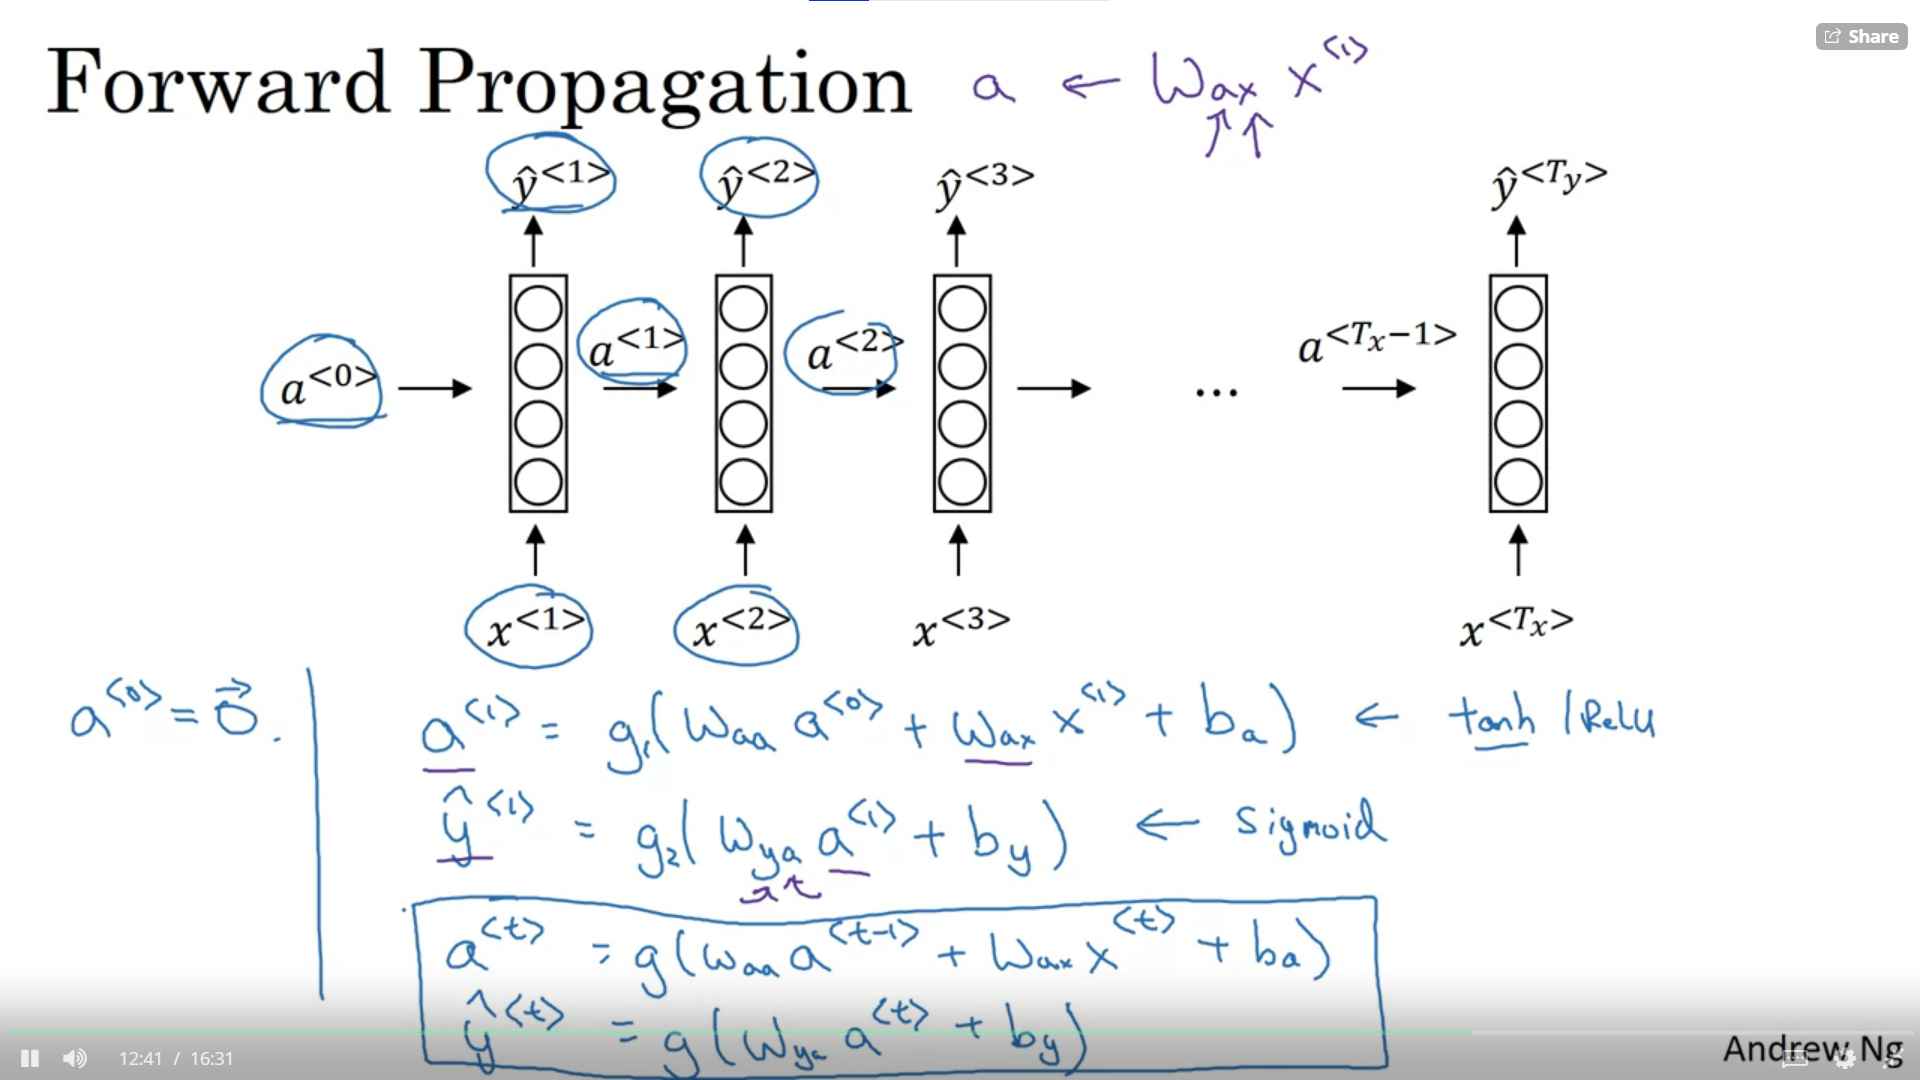 Share
Forward Propagation a ← Wax x<1>
ŷ<1> ŷ<2> ŷ<3> ŷ<Ty>
a<0> a<1> a<2> ... a<Tx−1>
x<1> x<2> x<3> x<Tx>
a<0> = 0⃗.
a<1> = g₁(Waa a<0> + Wax x<1> + ba) ← tanh / ReLU
ŷ<1> = g₂(Wya a<1> + by) ← sigmoid
a<t> = g(Waa a<t-1> + Wax x<t> + ba)
ŷ<t> = g(Wya a<t> + by)
12:41 / 16:31
Andrew Ng